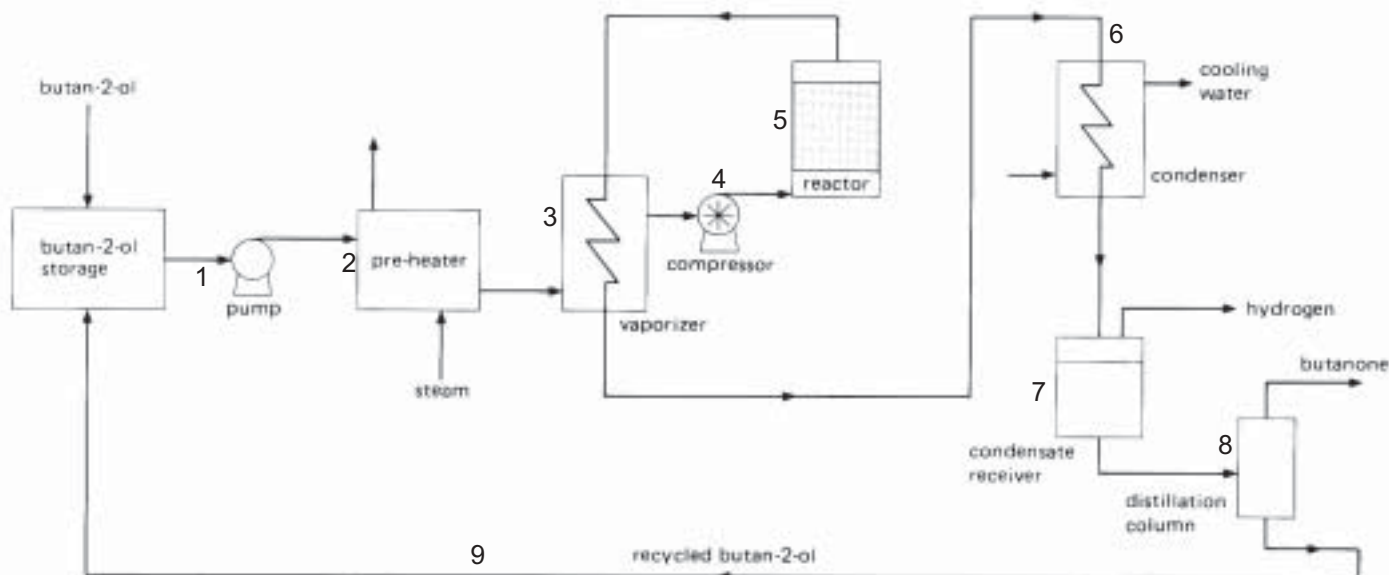 butan-2-ol
butan-2-ol
storage
1
pump
2
pre-heater
steam
3
vaporizer
4
compressor
5
reactor
6
cooling
water
condenser
7
hydrogen
condensate
receiver
butanone
8
distillation
column
9
recycled butan-2-ol